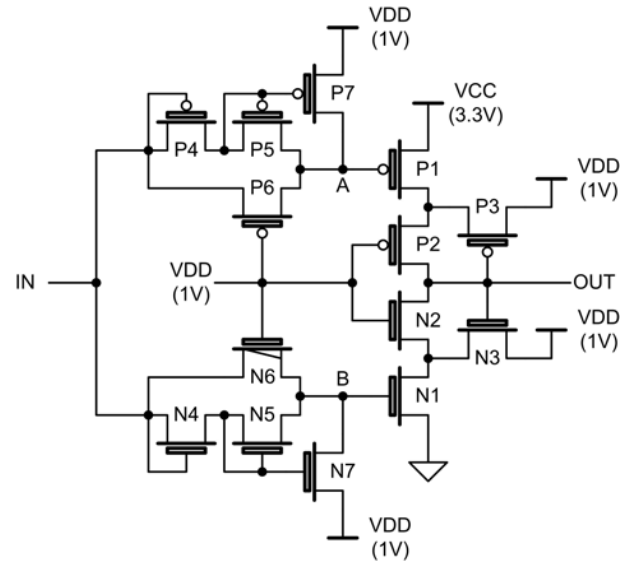 VDD
(1V)
P7
VCC
(3.3V)
P4
P5
P1
VDD
(1V)
P6
A
P3
P2
IN
VDD
(1V)
OUT
N2
VDD
(1V)
N6
N3
B
N1
N4
N5
N7
VDD
(1V)